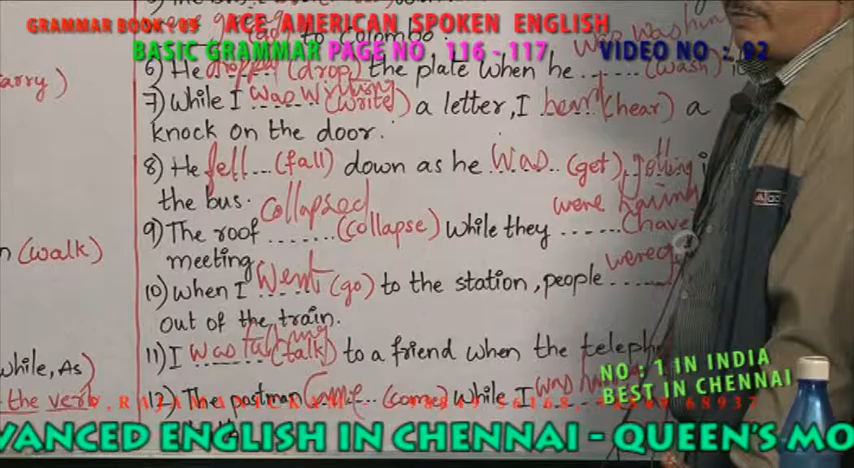 GRAMMAR BOOK : 03 ACE AMERICAN SPOKEN ENGLISH
to Colombo.
BASIC GRAMMAR PAGE NO 116 - 117 VIDEO NO : 92
was washing
6) He dropped (drop) the plate when he ....... (wash) it
arry)
7) While I was writing (write) a letter, I heard (hear) a
knock on the door.
8) He fell.... (fall) down as he was.. (get) getting
the bus.
collapsed
were having
9) The roof ........ (collapse) while they ....... (have
(walk)
meeting
10) when I went (go) to the station, people were g
out of the train.
11) I was talking (talk) to a friend when the teleph
while, As)
NO : 1 IN INDIA
BEST IN CHENNAI
the verb
12) The postman came... (come) while I was
VANCED ENGLISH IN CHENNAI - QUEEN'S MO